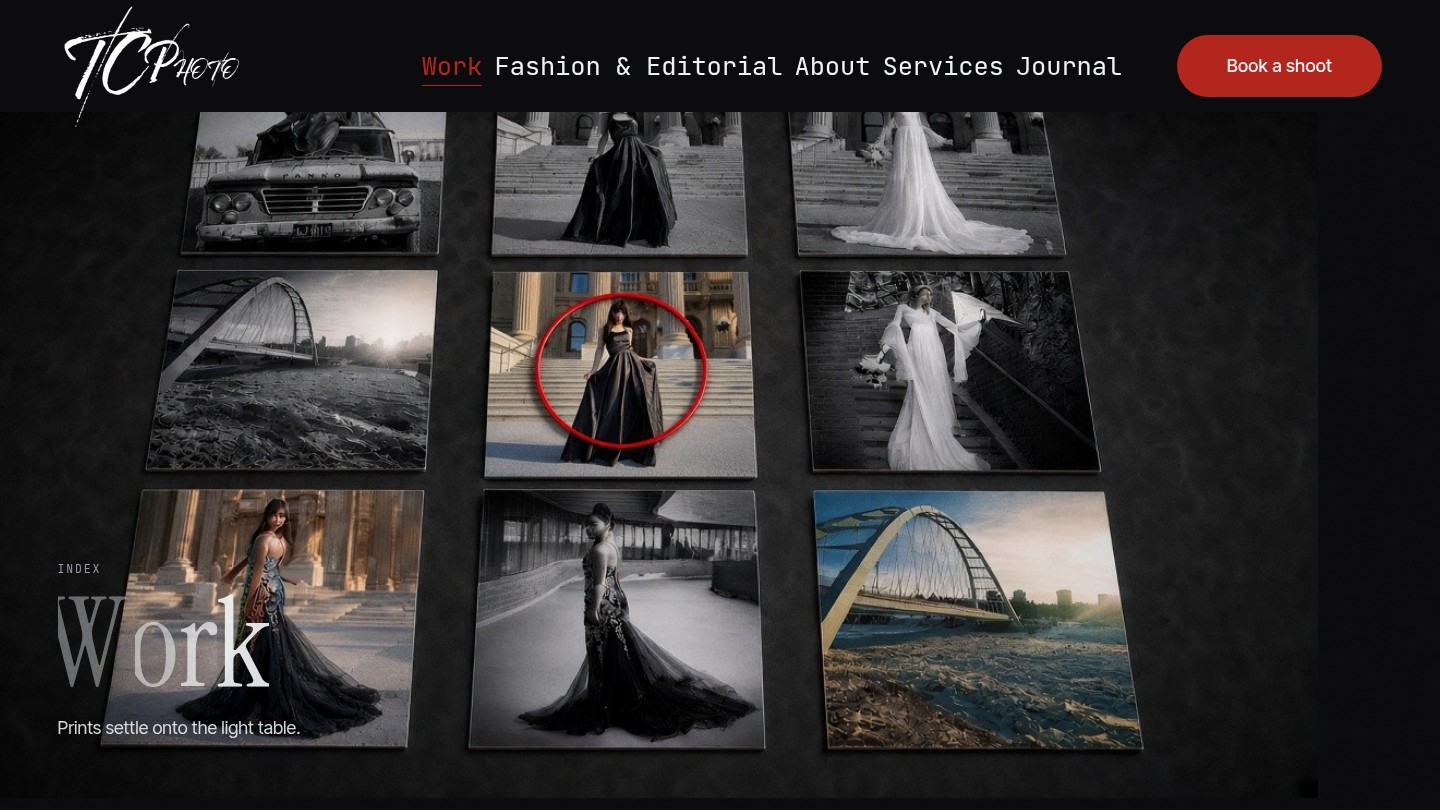 TCPHOTO
Work Fashion & Editorial About Services Journal
Book a shoot
INDEX
Work
Prints settle onto the light table.